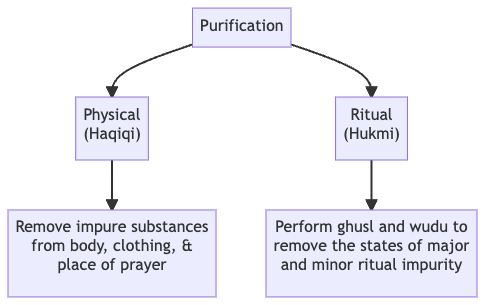 Purification
Physical
(Haqiqi)
Ritual
(Hukmi)
Remove impure substances
from body, clothing, &
place of prayer
Perform ghusl and wudu to
remove the states of major
and minor ritual impurity